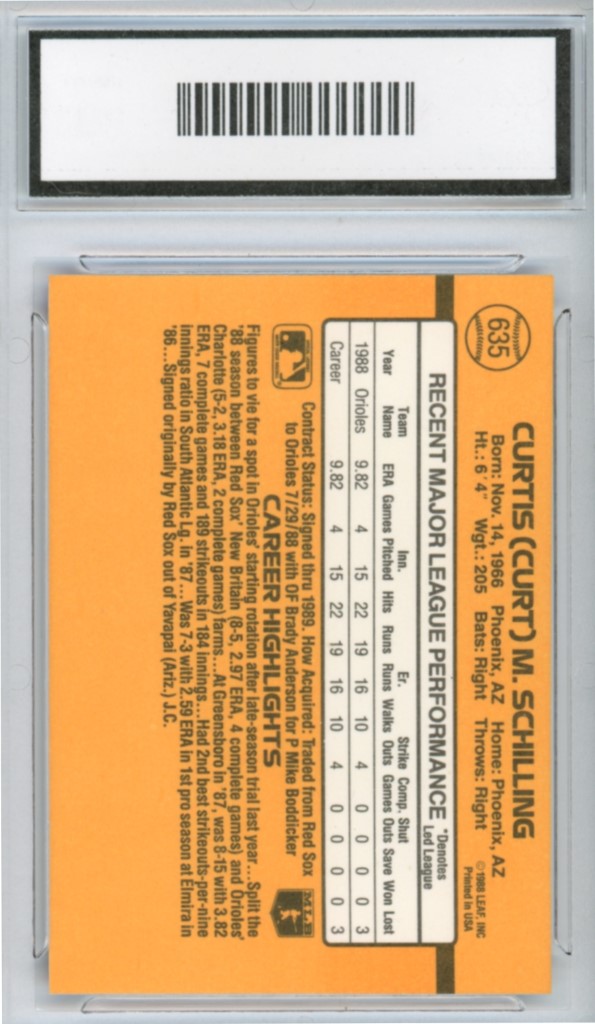 635
CURTIS (CURT) M. SCHILLING
Born: Nov. 14, 1966 Phoenix, AZ Home: Phoenix, AZ
Ht.: 6'4" Wgt.: 205 Bats: Right Throws: Right
©1988 LEAF, INC
Printed in USA
RECENT MAJOR LEAGUE PERFORMANCE
*Denotes
Led League
Team Inn. Er. Strike Comp. Shut
Year Name ERA Games Pitched Hits Runs Runs Walks Outs Games Outs Save Won Lost
1988 Orioles 9.82 4 15 22 19 16 10 4 0 0 0 0 3
Career 9.82 4 15 22 19 16 10 4 0 0 0 0 3
Contract Status: Signed thru 1989. How Acquired: Traded from Red Sox
to Orioles 7/29/88 with OF Brady Anderson for P Mike Boddicker
MLB
CAREER HIGHLIGHTS
Figures to vie for a spot in Orioles' starting rotation after late-season trial last year....Split the
'88 season between Red Sox' New Britain (8-5, 2.97 ERA, 4 complete games) and Orioles'
Charlotte (5-2, 3.18 ERA, 2 complete games) farms...At Greensboro in '87, was 8-15 with 3.82
ERA, 7 complete games and 189 strikeouts in 184 innings...Had 2nd best strikeouts-per-nine
innings ratio in South Atlantic Lg. in '87...Was 7-3 with 2.59 ERA in 1st pro season at Elmira in
'86....Signed originally by Red Sox out of Yavapai (Ariz.) J.C.